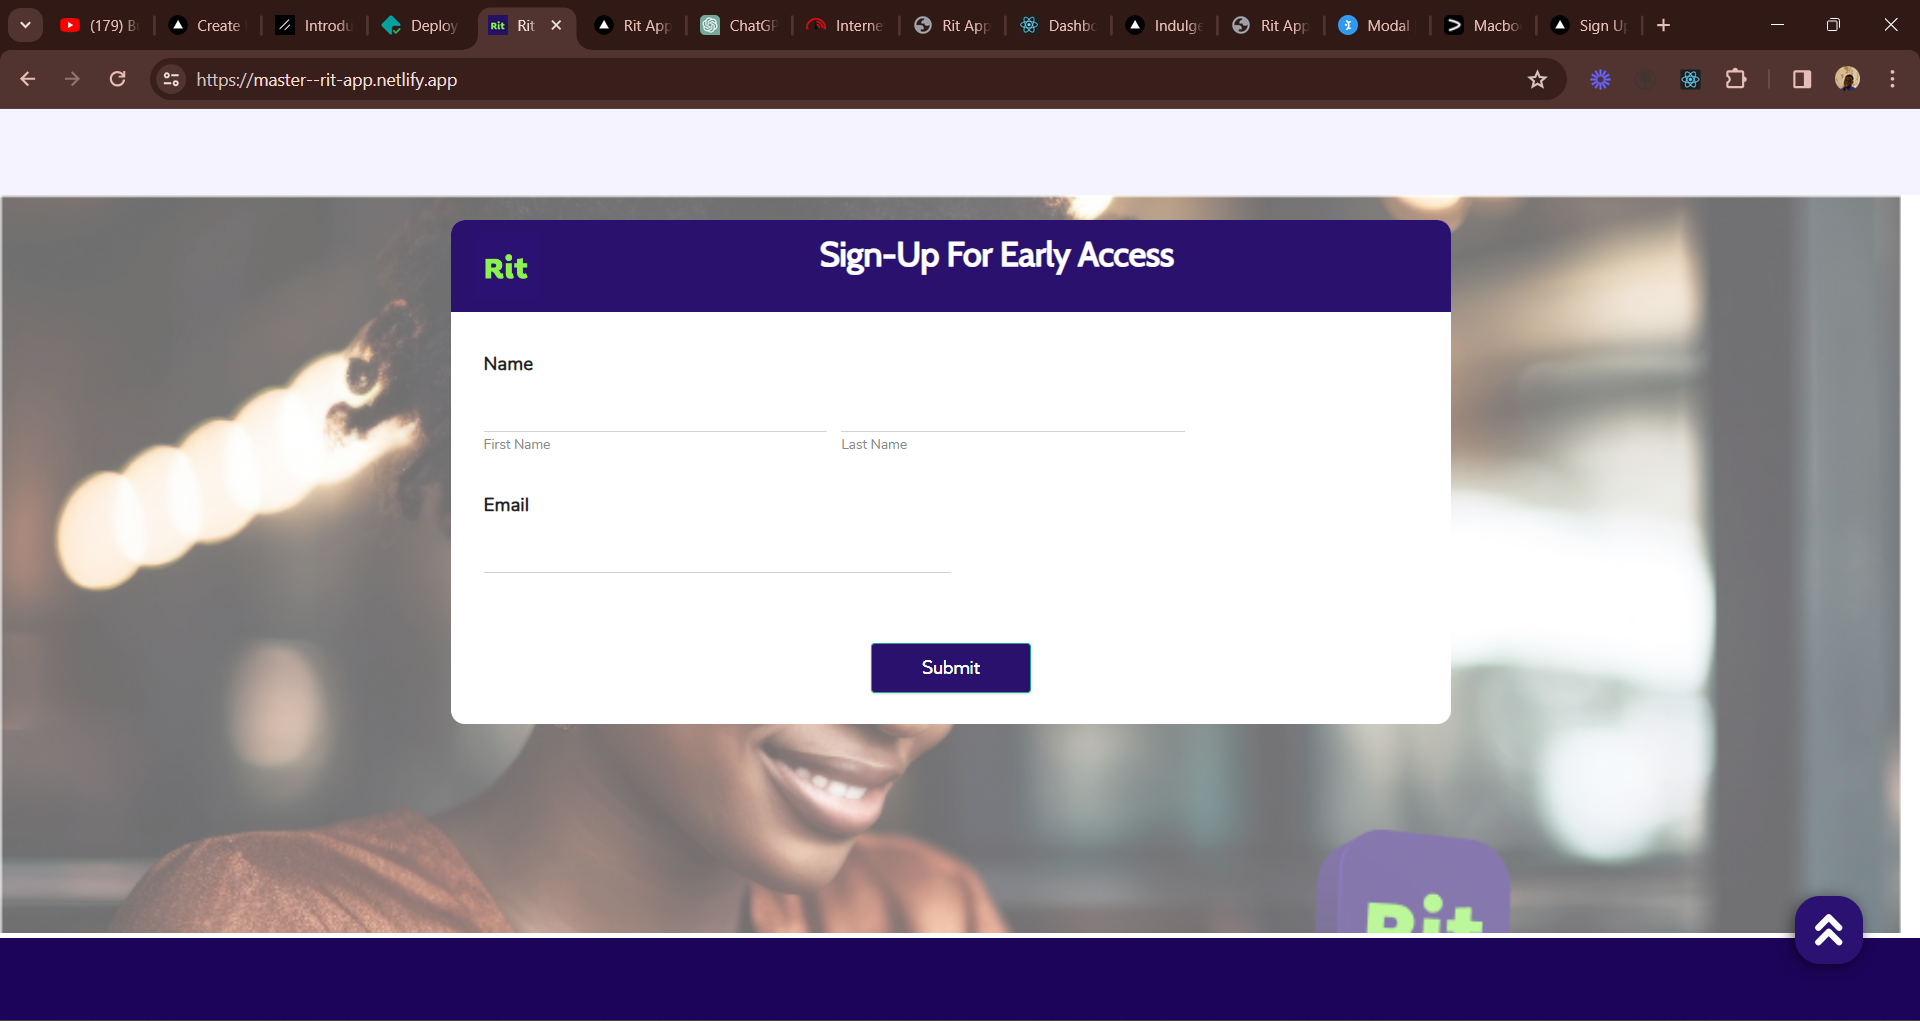 (179) B
Create
Introdu
Deploy
Rit
Rit
Rit App
ChatGP
Interne
Rit App
Dashbo
Indulge
Rit App
Modal
Macbo
Sign Up
https://master--rit-app.netlify.app
Rit
Sign-Up For Early Access
Name
First Name
Last Name
Email
Submit
Rit